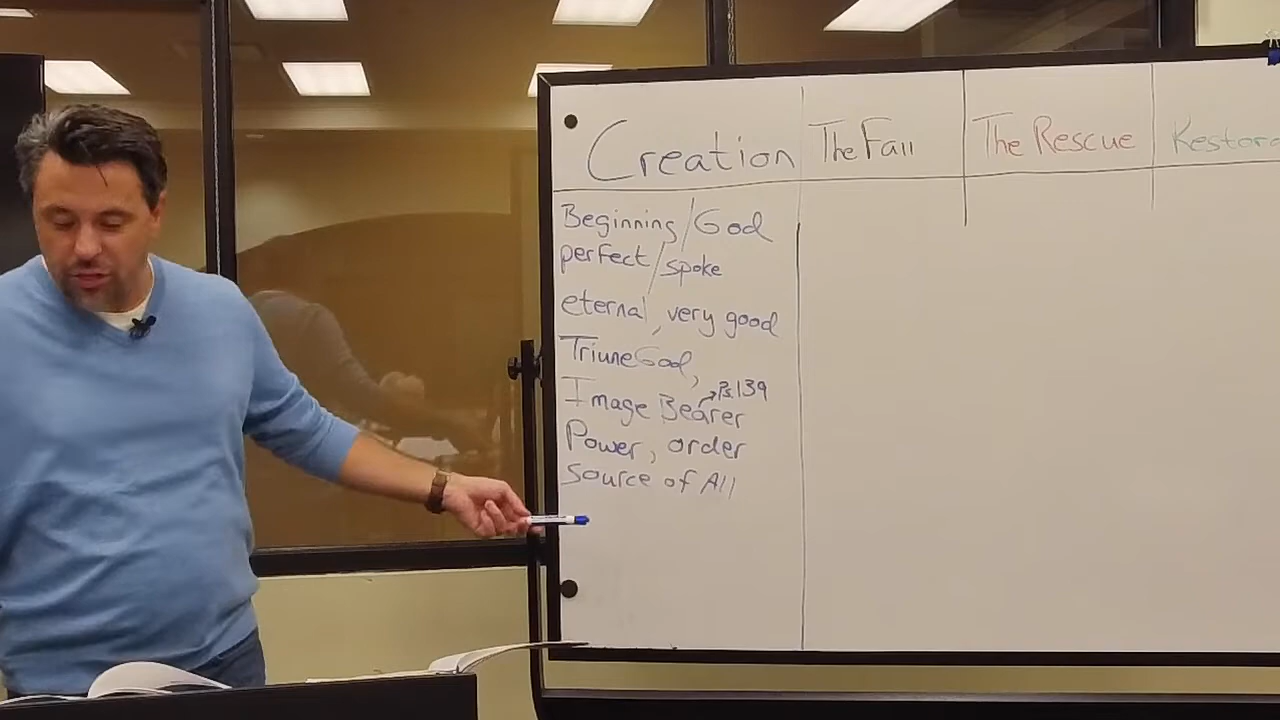 Creation The Fall The Rescue Restora
Beginning/God
perfect/spoke
eternal, very good
Triune God,
→Ps.139
Image Bearer
Power, order
Source of All